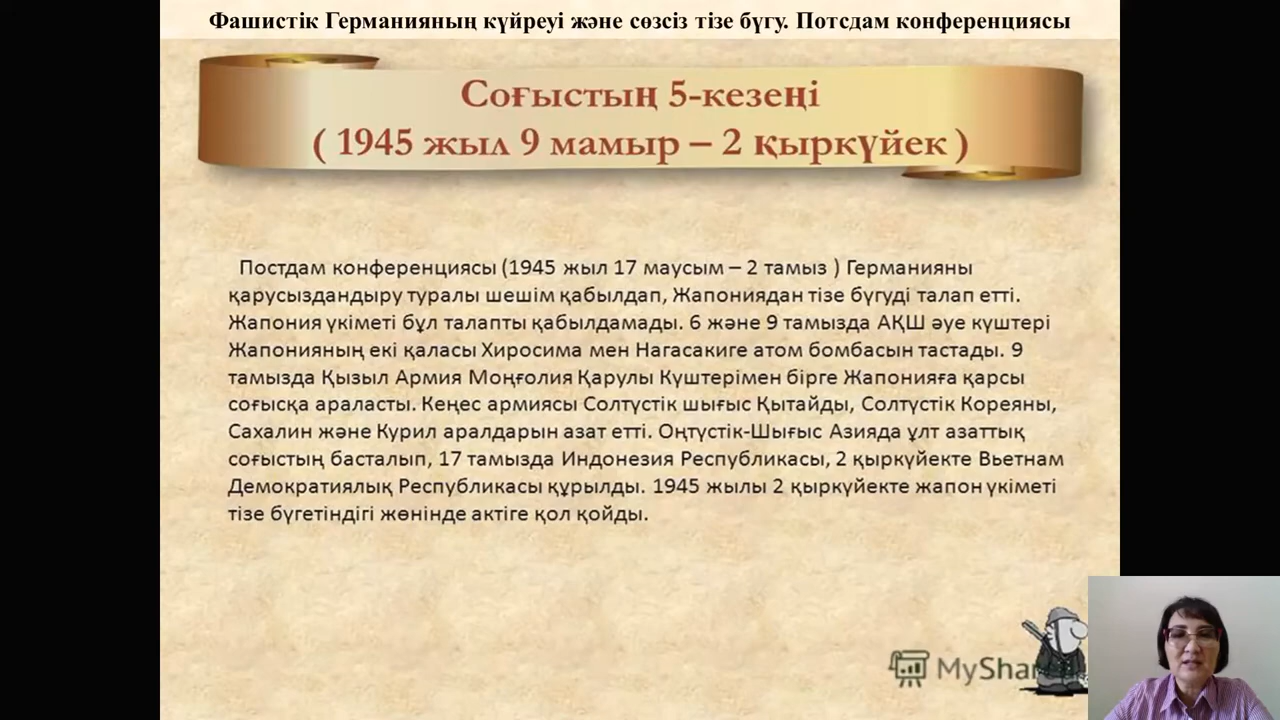 Фашистік Германияның күйреуі және сөзсіз тізе бүгу. Потсдам конференциясы
Соғыстың 5-кезеңі
( 1945 жыл 9 мамыр – 2 қыркүйек )
Постдам конференциясы (1945 жыл 17 маусым – 2 тамыз ) Германияны
қарусыздандыру туралы шешім қабылдап, Жапониядан тізе бүгуді талап етті.
Жапония үкіметі бұл талапты қабылдамады. 6 және 9 тамызда АҚШ әуе күштері
Жапонияның екі қаласы Хиросима мен Нагасакиге атом бомбасын тастады. 9
тамызда Қызыл Армия Моңғолия Қарулы Күштерімен бірге Жапонияға қарсы
соғысқа араласты. Кеңес армиясы Солтүстік шығыс Қытайды, Солтүстік Кореяны,
Сахалин және Курил аралдарын азат етті. Оңтүстік-Шығыс Азияда ұлт азаттық
соғыстың басталып, 17 тамызда Индонезия Республикасы, 2 қыркүйекте Вьетнам
Демократиялық Республикасы құрылды. 1945 жылы 2 қыркүйекте жапон үкіметі
тізе бүгетіндігі жөнінде актіге қол қойды.